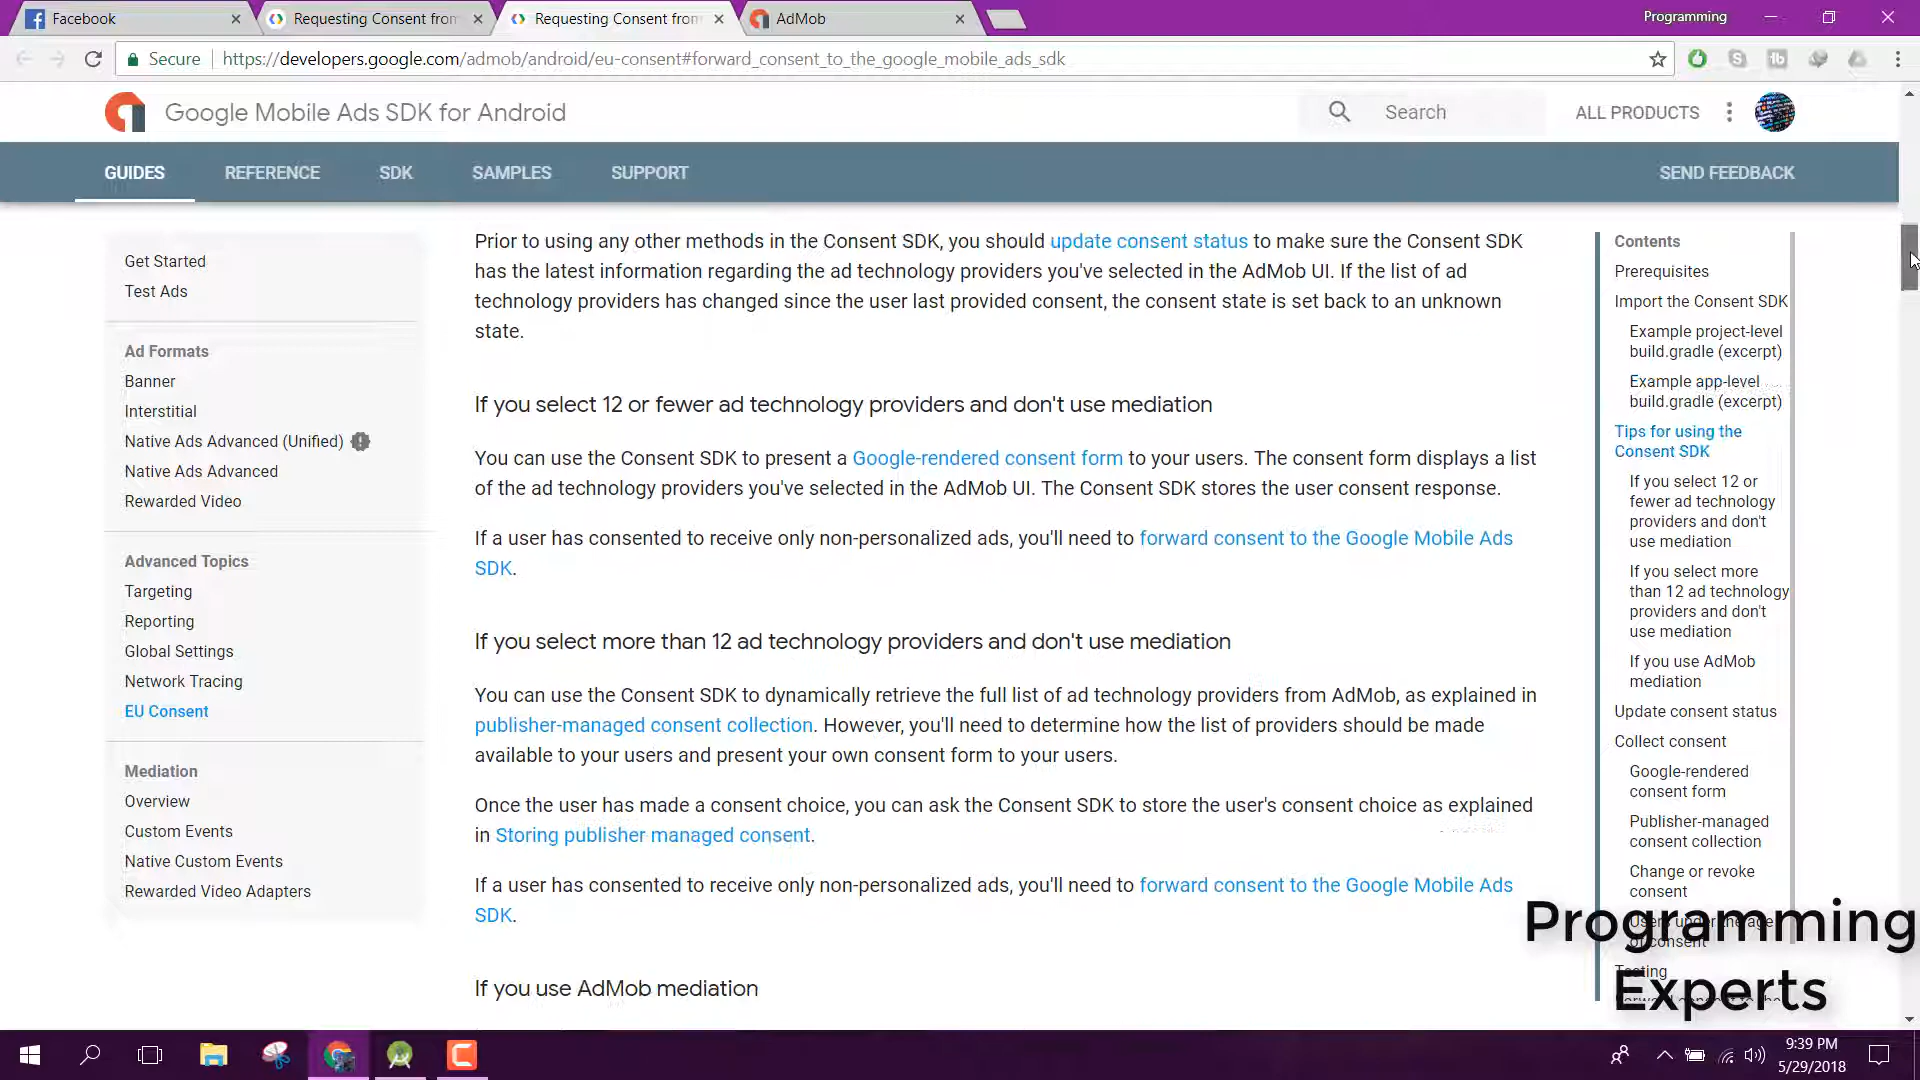 Facebook
Requesting Consent from
Requesting Consent from
AdMob
Programming
Secure
https://developers.google.com/admob/android/eu-consent#forward_consent_to_the_google_mobile_ads_sdk
Google Mobile Ads SDK for Android
Search
ALL PRODUCTS
GUIDES
REFERENCE
SDK
SAMPLES
SUPPORT
SEND FEEDBACK
Get Started
Test Ads
Ad Formats
Banner
Interstitial
Native Ads Advanced (Unified)
Native Ads Advanced
Rewarded Video
Advanced Topics
Targeting
Reporting
Global Settings
Network Tracing
EU Consent
Mediation
Overview
Custom Events
Native Custom Events
Rewarded Video Adapters
Prior to using any other methods in the Consent SDK, you should update consent status to make sure the Consent SDK
has the latest information regarding the ad technology providers you've selected in the AdMob UI. If the list of ad
technology providers has changed since the user last provided consent, the consent state is set back to an unknown
state.
If you select 12 or fewer ad technology providers and don't use mediation
You can use the Consent SDK to present a Google-rendered consent form to your users. The consent form displays a list
of the ad technology providers you've selected in the AdMob UI. The Consent SDK stores the user consent response.
If a user has consented to receive only non-personalized ads, you'll need to forward consent to the Google Mobile Ads
SDK.
If you select more than 12 ad technology providers and don't use mediation
You can use the Consent SDK to dynamically retrieve the full list of ad technology providers from AdMob, as explained in
publisher-managed consent collection. However, you'll need to determine how the list of providers should be made
available to your users and present your own consent form to your users.
Once the user has made a consent choice, you can ask the Consent SDK to store the user's consent choice as explained
in Storing publisher managed consent.
If a user has consented to receive only non-personalized ads, you'll need to forward consent to the Google Mobile Ads
SDK.
If you use AdMob mediation
Contents
Prerequisites
Import the Consent SDK
Example project-level
build.gradle (excerpt)
Example app-level
build.gradle (excerpt)
Tips for using the
Consent SDK
If you select 12 or
fewer ad technology
providers and don't
use mediation
If you select more
than 12 ad technology
providers and don't
use mediation
If you use AdMob
mediation
Update consent status
Collect consent
Google-rendered
consent form
Publisher-managed
consent collection
Change or revoke
consent
Users under the age
of consent
Testing
Programming
Experts
9:39 PM
5/29/2018